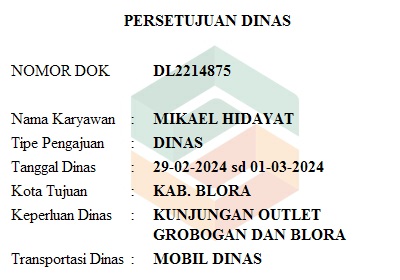 PERSETUJUAN DINAS
NOMOR DOK DL2214875
Nama Karyawan : MIKAEL HIDAYAT
Tipe Pengajuan : DINAS
Tanggal Dinas : 29-02-2024 sd 01-03-2024
Kota Tujuan : KAB. BLORA
Keperluan Dinas : KUNJUNGAN OUTLET
GROBOGAN DAN BLORA
Transportasi Dinas : MOBIL DINAS